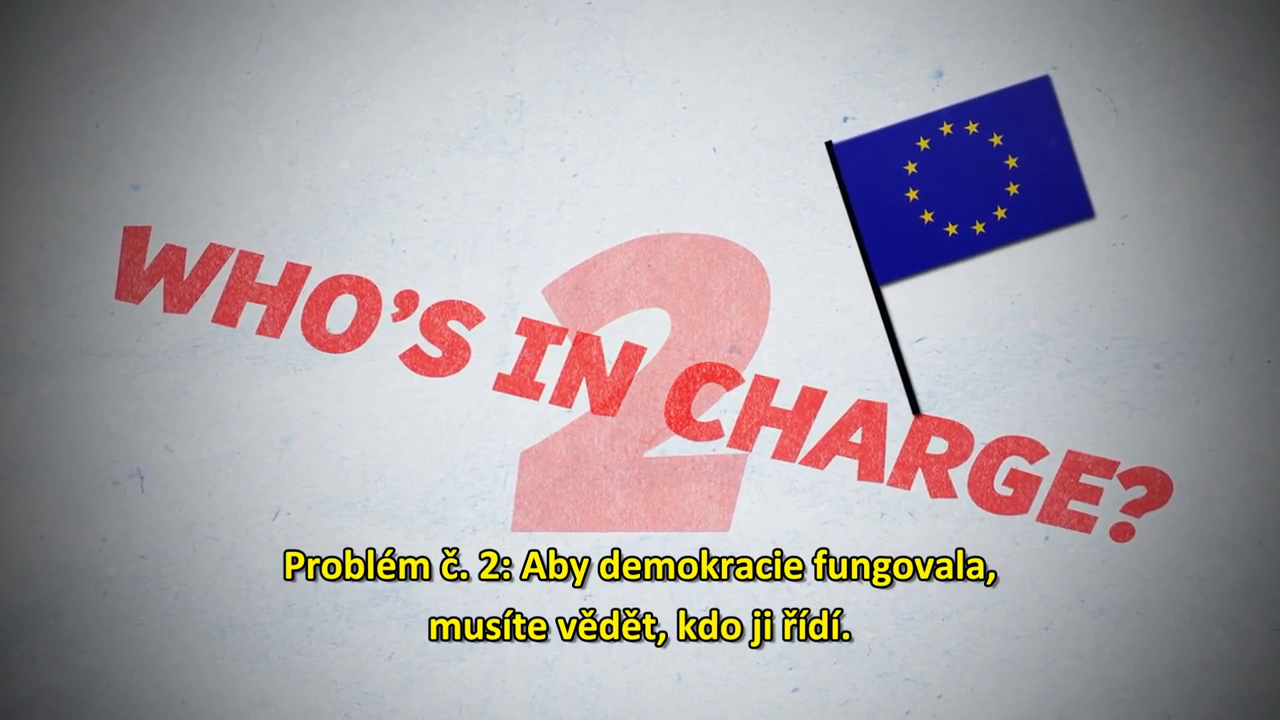 2
WHO'S IN CHARGE?
Problém č. 2: Aby demokracie fungovala,
musíte vědět, kdo ji řídí.